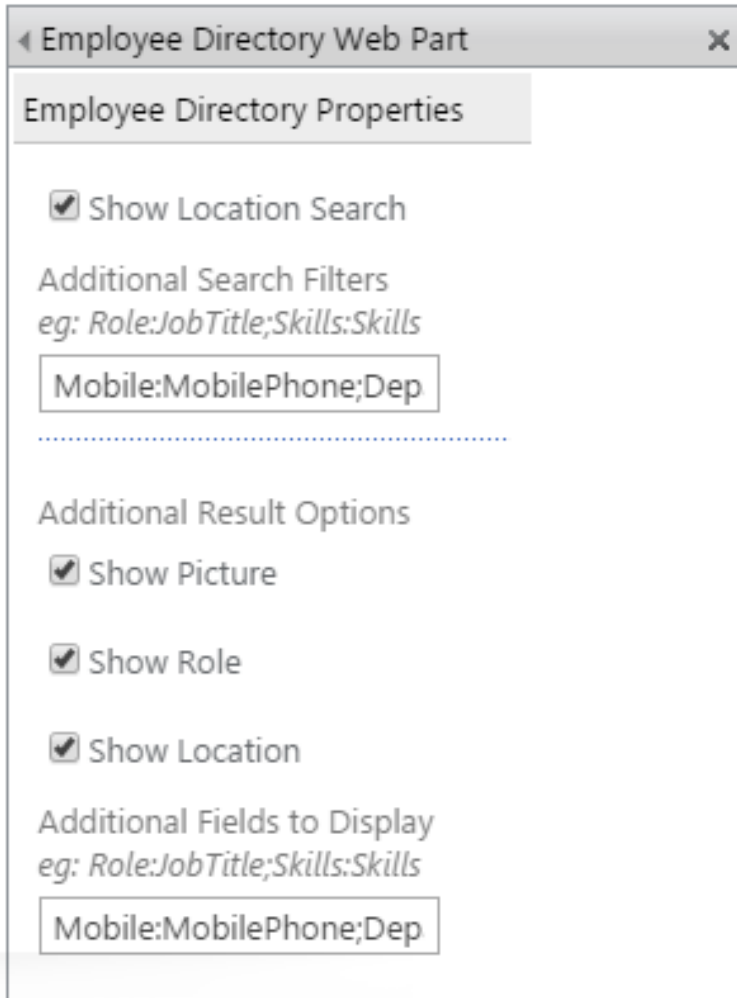 Employee Directory Web Part
Employee Directory Properties
Show Location Search
Additional Search Filters
eg: Role:JobTitle;Skills:Skills
Mobile:MobilePhone;Dep
Additional Result Options
Show Picture
Show Role
Show Location
Additional Fields to Display
eg: Role:JobTitle;Skills:Skills
Mobile:MobilePhone;Dep